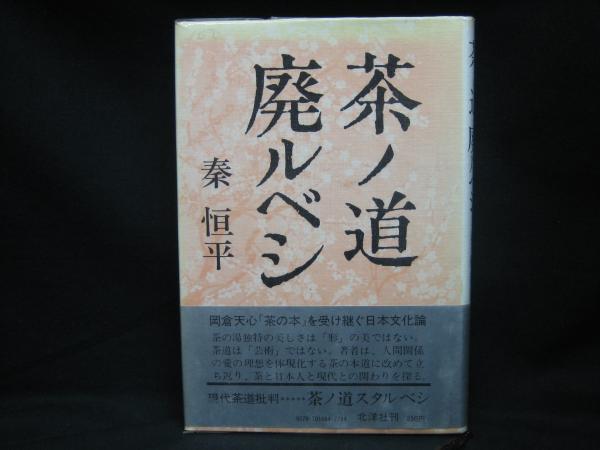 茶ノ道
廃ルベシ
秦恒平
岡倉天心「茶の本」を受け継ぐ日本文化論
茶の湯独特の美しさは「形」の美ではない。
茶道は「芸術」ではない。著者は、人間関係
の愛の理想を体現化する茶の本道に改めて立
ち返り、茶と日本人と現代との関わりを探る。
現代茶道批判・・・・・茶ノ道スタルベシ
北洋社刊